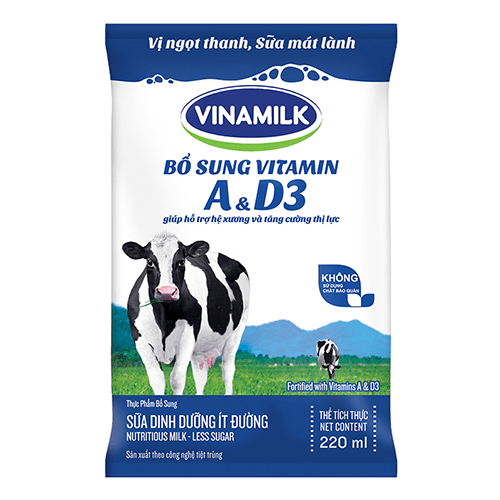 Vị ngọt thanh, Sữa mát lành
VINAMILK
BỔ SUNG VITAMIN
A & D3
giúp hỗ trợ hệ xương và tăng cường thị lực
KHÔNG
SỬ DỤNG
CHẤT BẢO QUẢN
Fortified with Vitamins A & D3
Thực Phẩm Bổ Sung
SỮA DINH DƯỠNG ÍT ĐƯỜNG
NUTRITIOUS MILK - LESS SUGAR
Sản xuất theo công nghệ tiệt trùng
THỂ TÍCH THỰC
NET CONTENT
220 ml